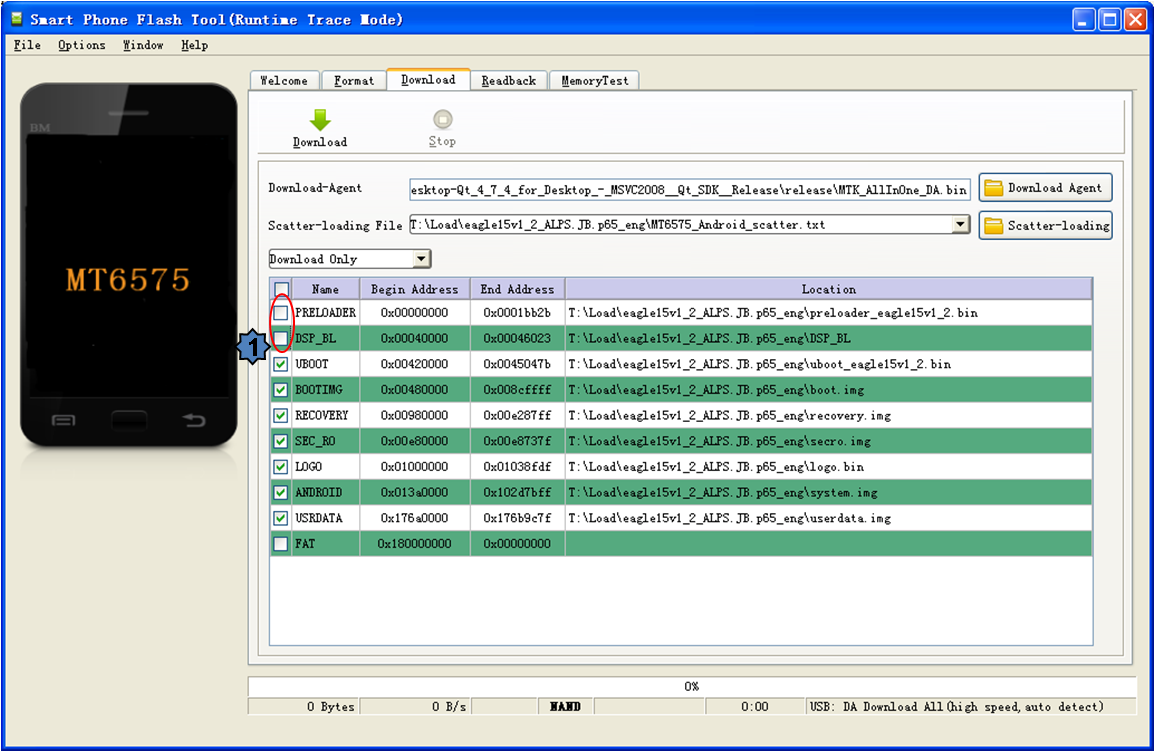 Smart Phone Flash Tool(Runtime Trace Mode)
File Options Window Help
Welcome Format Download Readback MemoryTest
BM
Download Stop
Download-Agent esktop-Qt_4_7_4_for_Desktop_-_MSVC2008__Qt_SDK__Release\release\MTK_AllInOne_DA.bin Download Agent
Scatter-loading File T:\Load\eagle15v1_2_ALPS.JB.p65_eng\MT6575_Android_scatter.txt Scatter-loading
Download Only
MT6575
Name Begin Address End Address Location
PRELOADER 0x00000000 0x0001bb2b T:\Load\eagle15v1_2_ALPS.JB.p65_eng\preloader_eagle15v1_2.bin
1
DSP_BL 0x00040000 0x00046023 T:\Load\eagle15v1_2_ALPS.JB.p65_eng\DSP_BL
UBOOT 0x00420000 0x0045047b T:\Load\eagle15v1_2_ALPS.JB.p65_eng\uboot_eagle15v1_2.bin
BOOTIMG 0x00480000 0x008cffff T:\Load\eagle15v1_2_ALPS.JB.p65_eng\boot.img
RECOVERY 0x00980000 0x00e287ff T:\Load\eagle15v1_2_ALPS.JB.p65_eng\recovery.img
SEC_RO 0x00e80000 0x00e8737f T:\Load\eagle15v1_2_ALPS.JB.p65_eng\secro.img
LOGO 0x01000000 0x01038fdf T:\Load\eagle15v1_2_ALPS.JB.p65_eng\logo.bin
ANDROID 0x013a0000 0x102d7bff T:\Load\eagle15v1_2_ALPS.JB.p65_eng\system.img
USRDATA 0x176a0000 0x176b9c7f T:\Load\eagle15v1_2_ALPS.JB.p65_eng\userdata.img
FAT 0x180000000 0x00000000
0%
0 Bytes 0 B/s NAND 0:00 USB: DA Download All(high speed,auto detect)